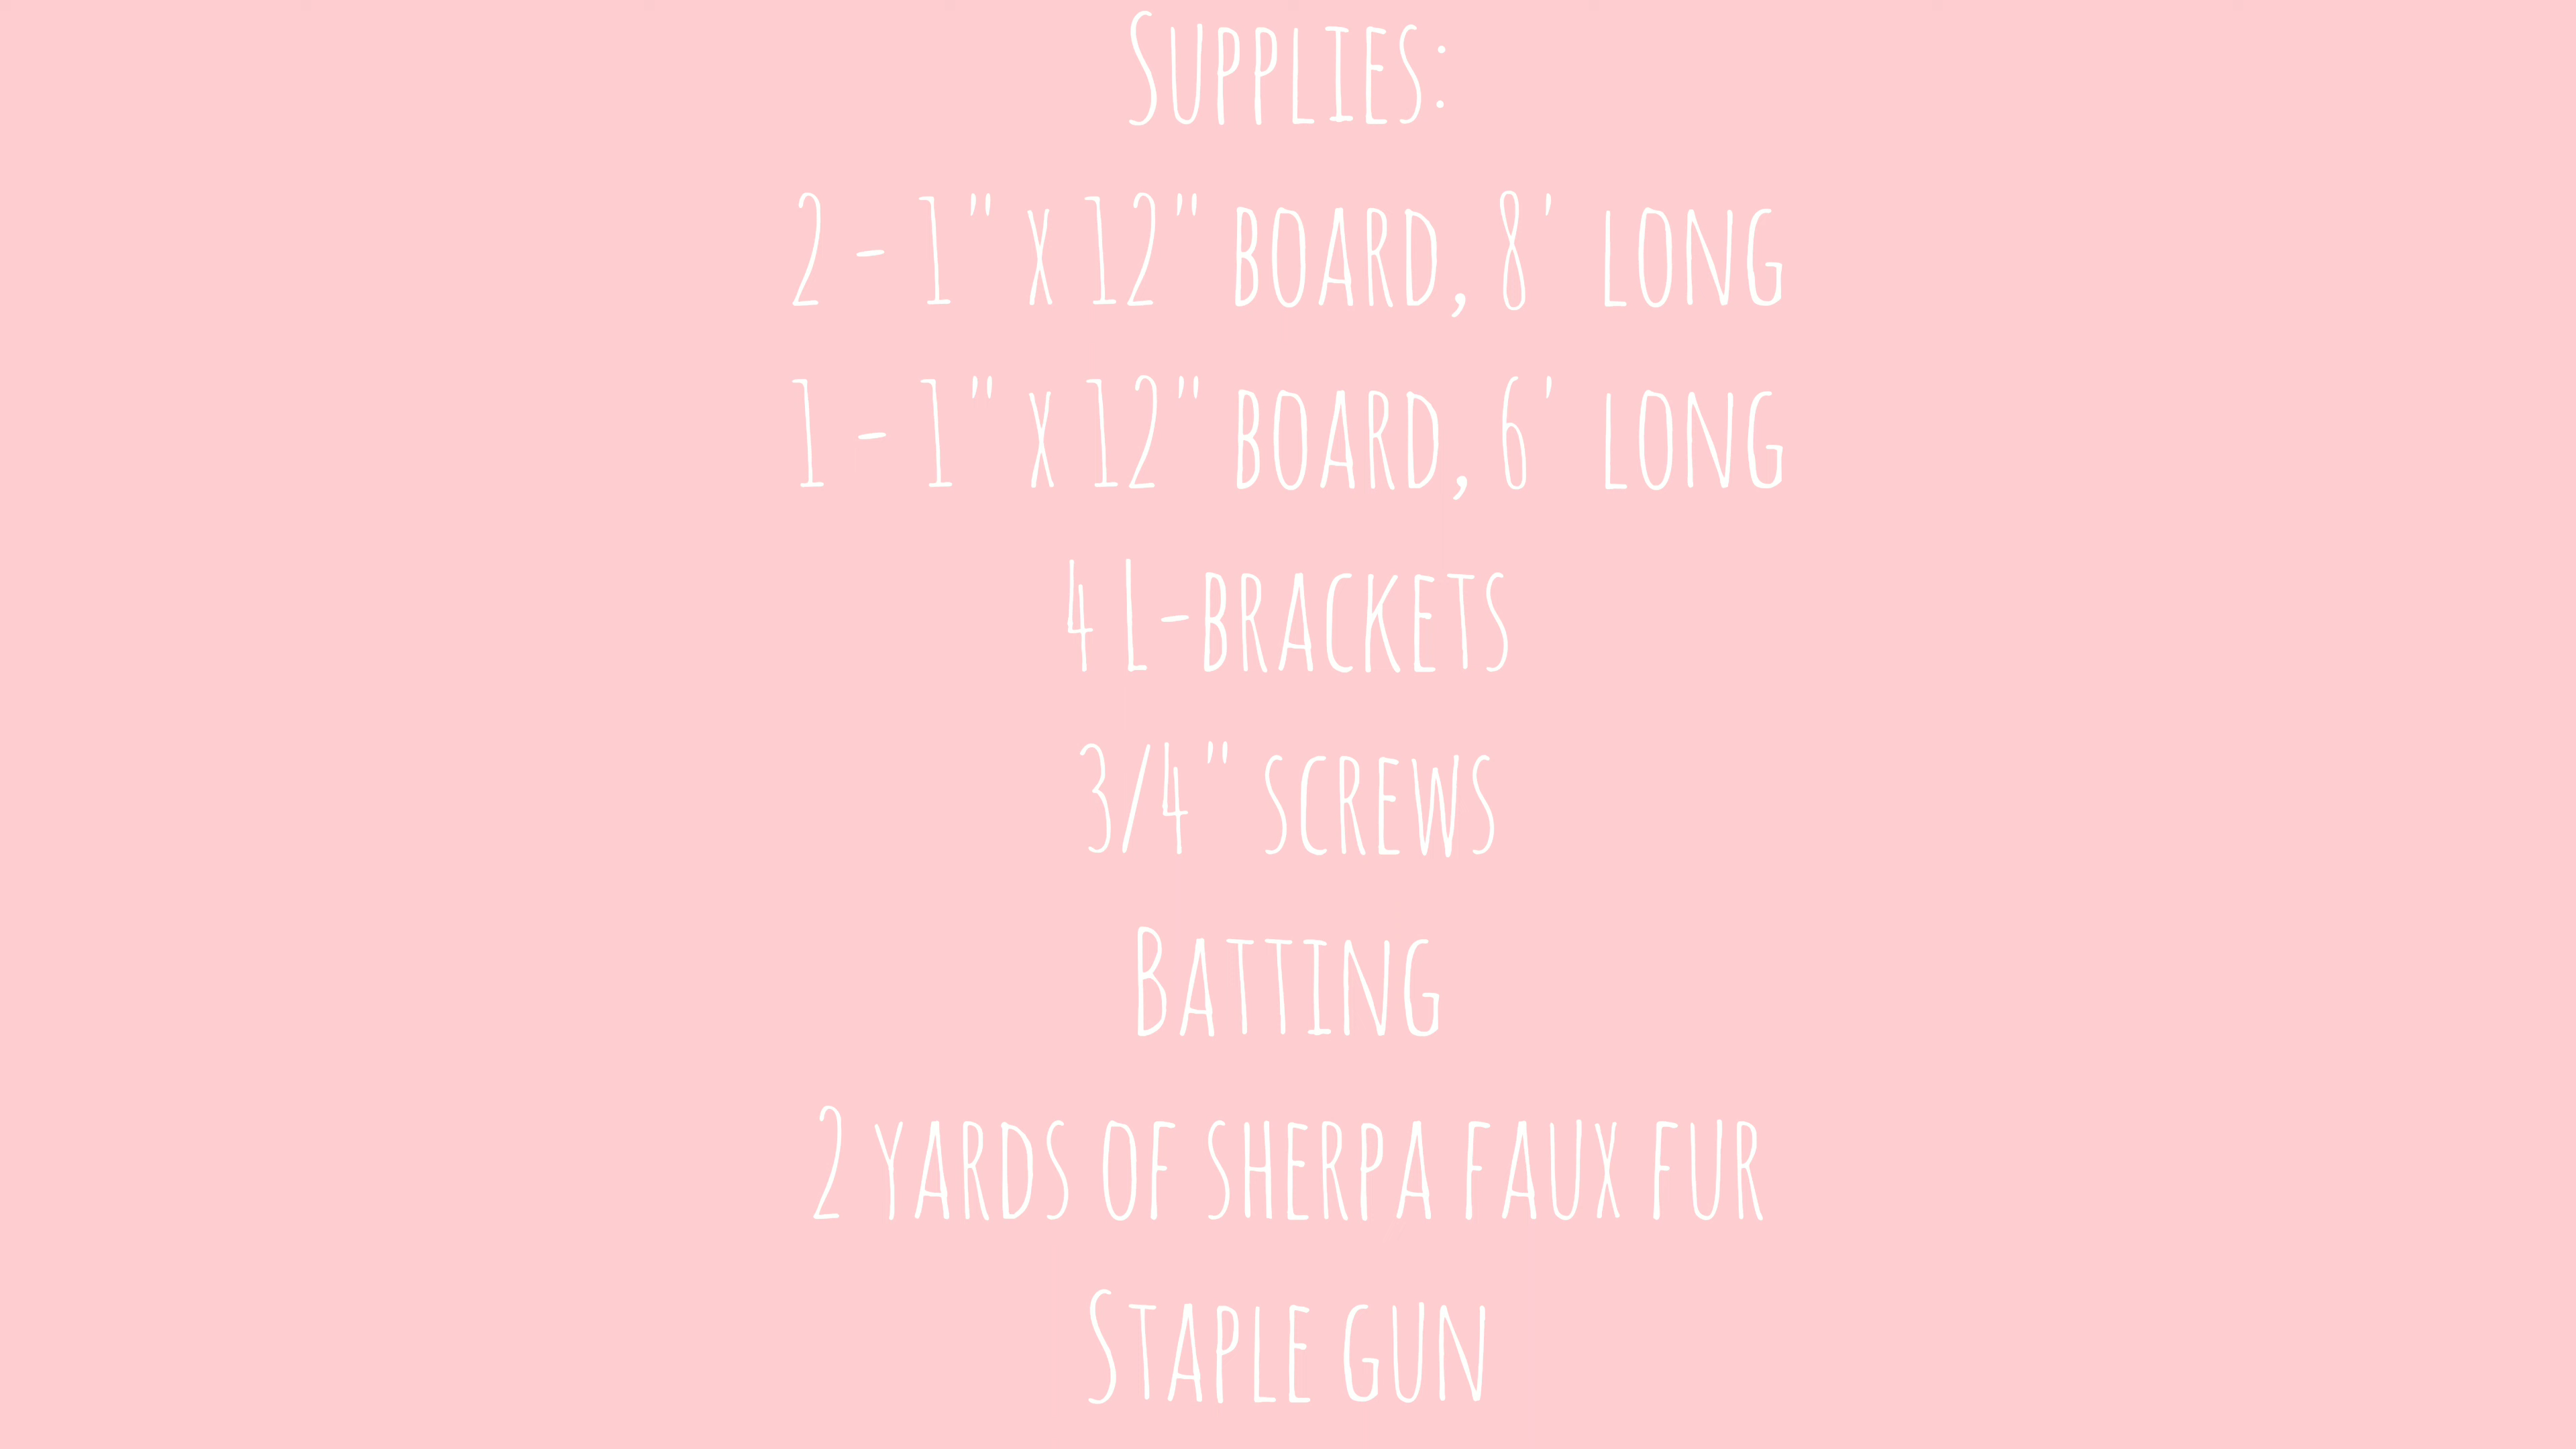 Supplies:
2 - 1" x 12" board, 8' long
1 - 1" x 12" board, 6' long
4 L-brackets
3/4" screws
Batting
2 yards of sherpa faux fur
Staple gun